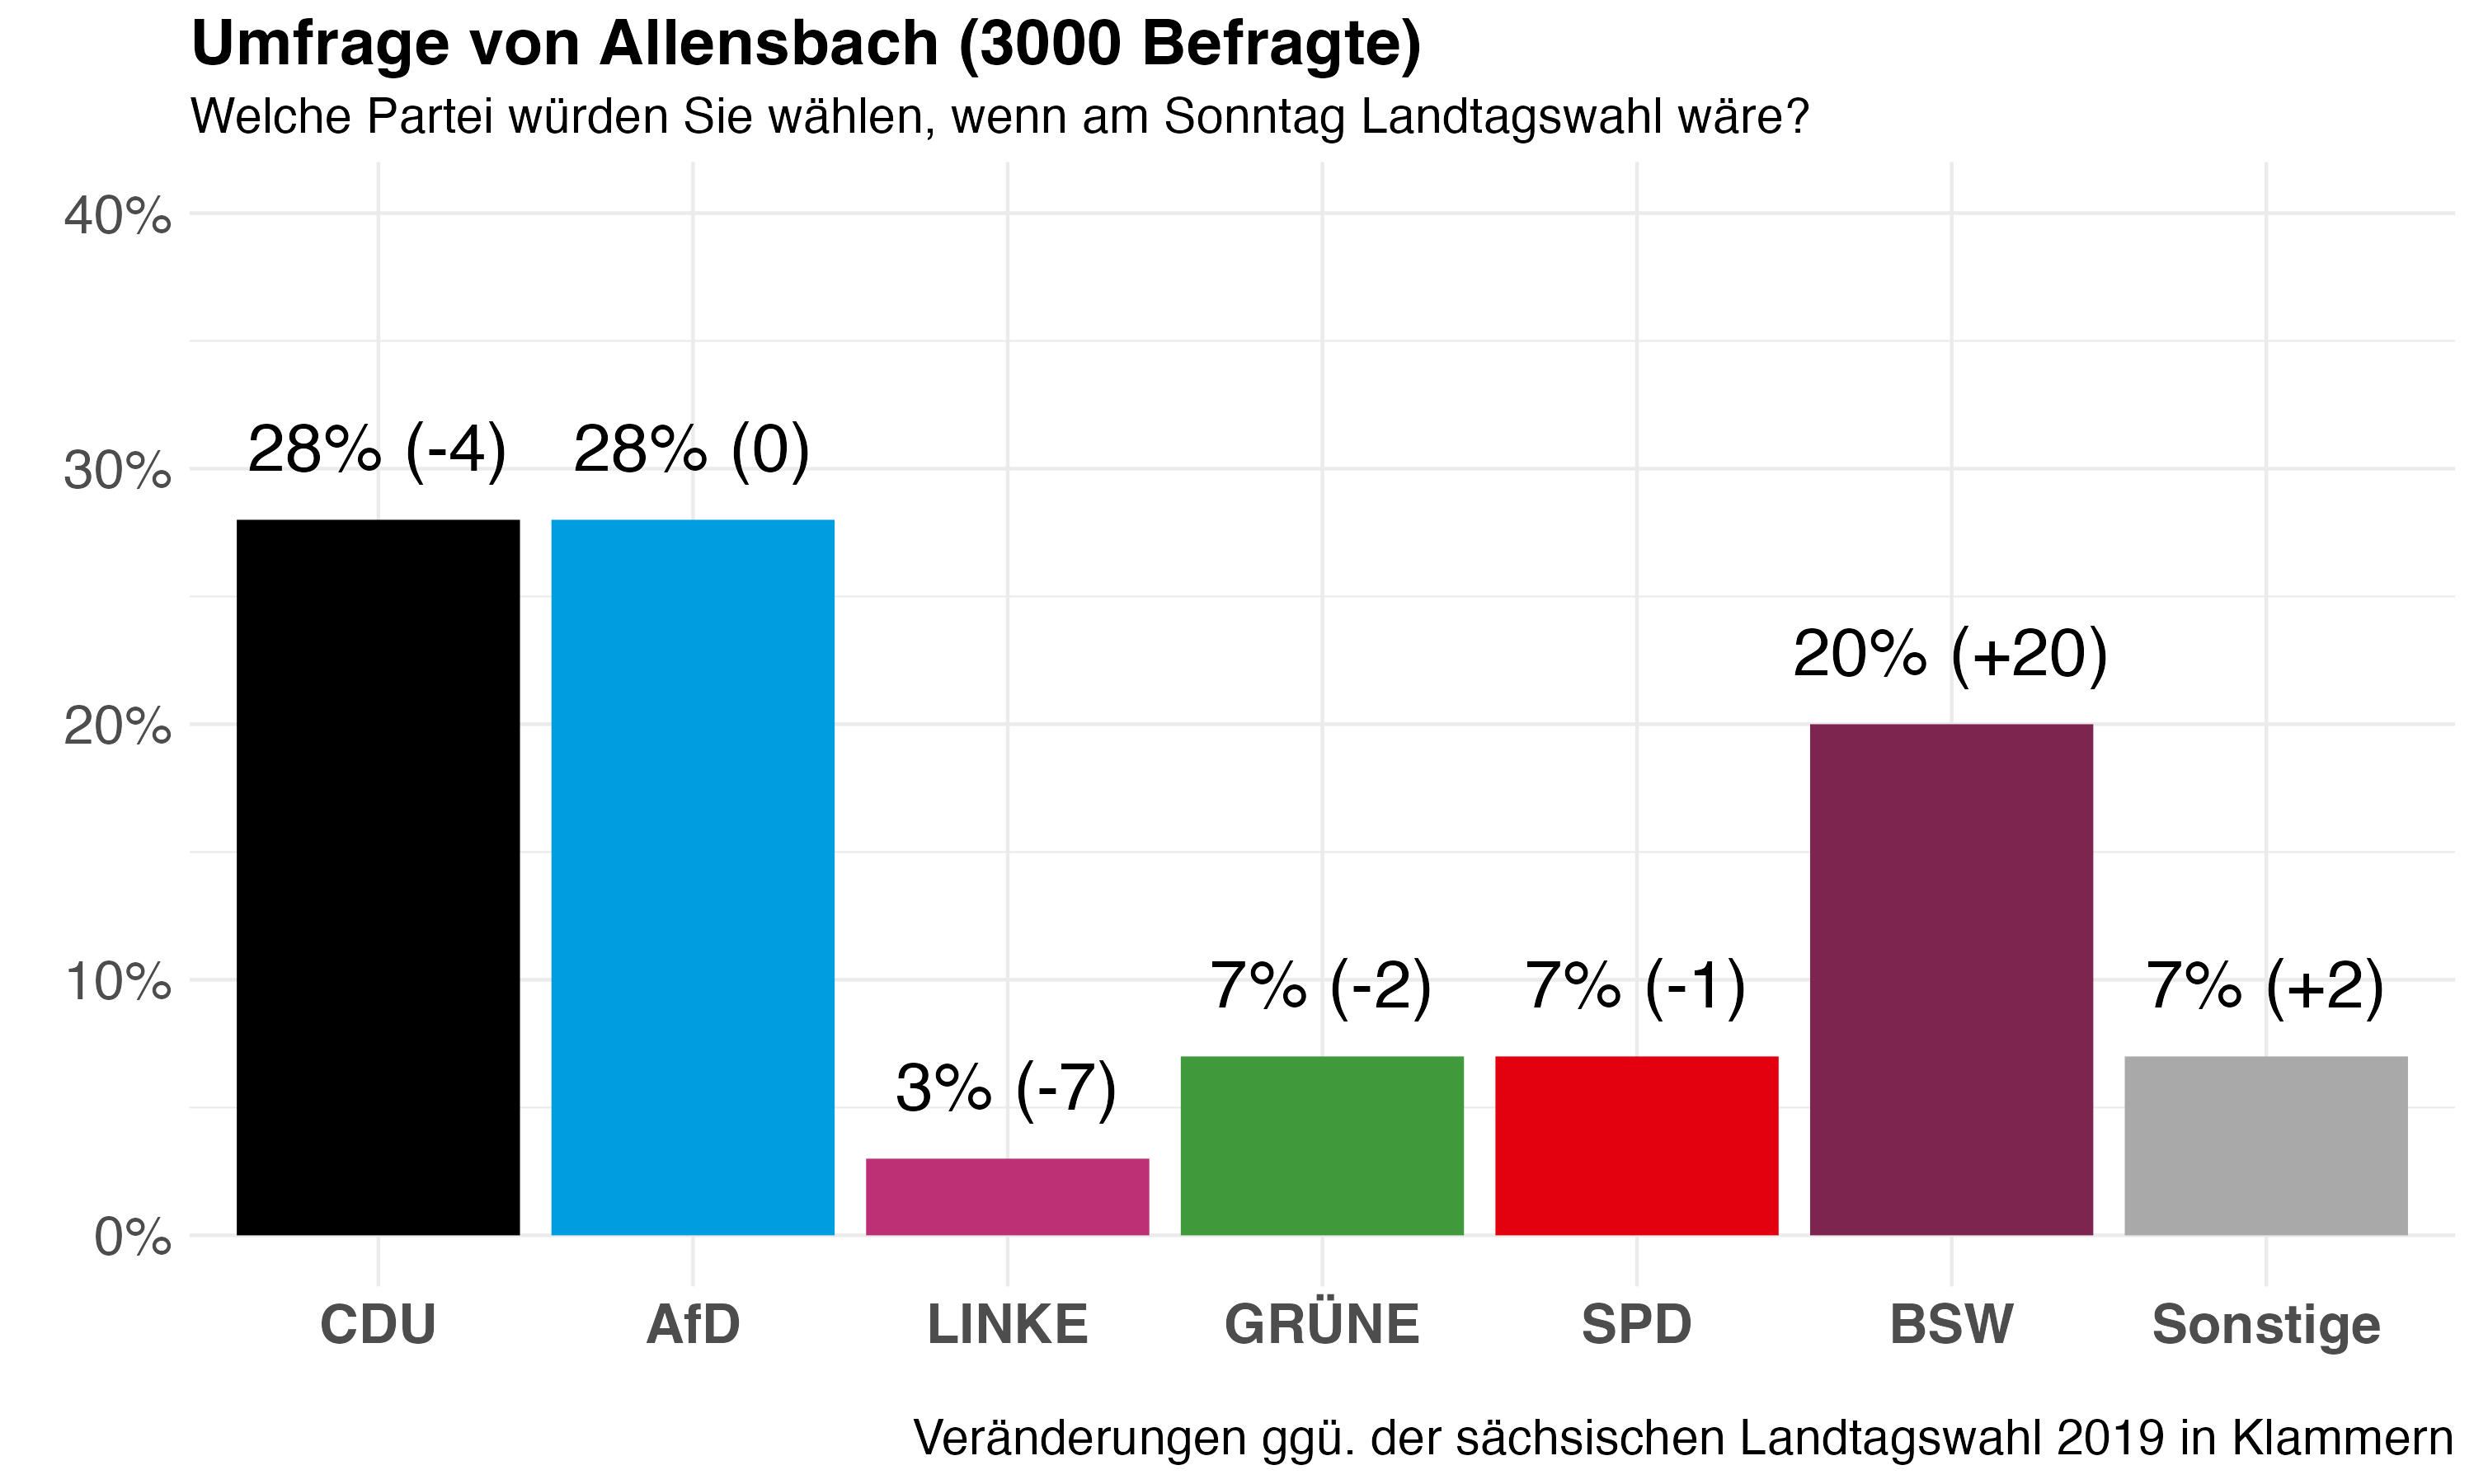 Umfrage von Allensbach (3000 Befragte)
Welche Partei würden Sie wählen, wenn am Sonntag Landtagswahl wäre?
40%
30%
20%
10%
0%
28% (-4)
28% (0)
3% (-7)
7% (-2)
7% (-1)
20% (+20)
7% (+2)
CDU
AfD
LINKE
GRÜNE
SPD
BSW
Sonstige
Veränderungen ggü. der sächsischen Landtagswahl 2019 in Klammern